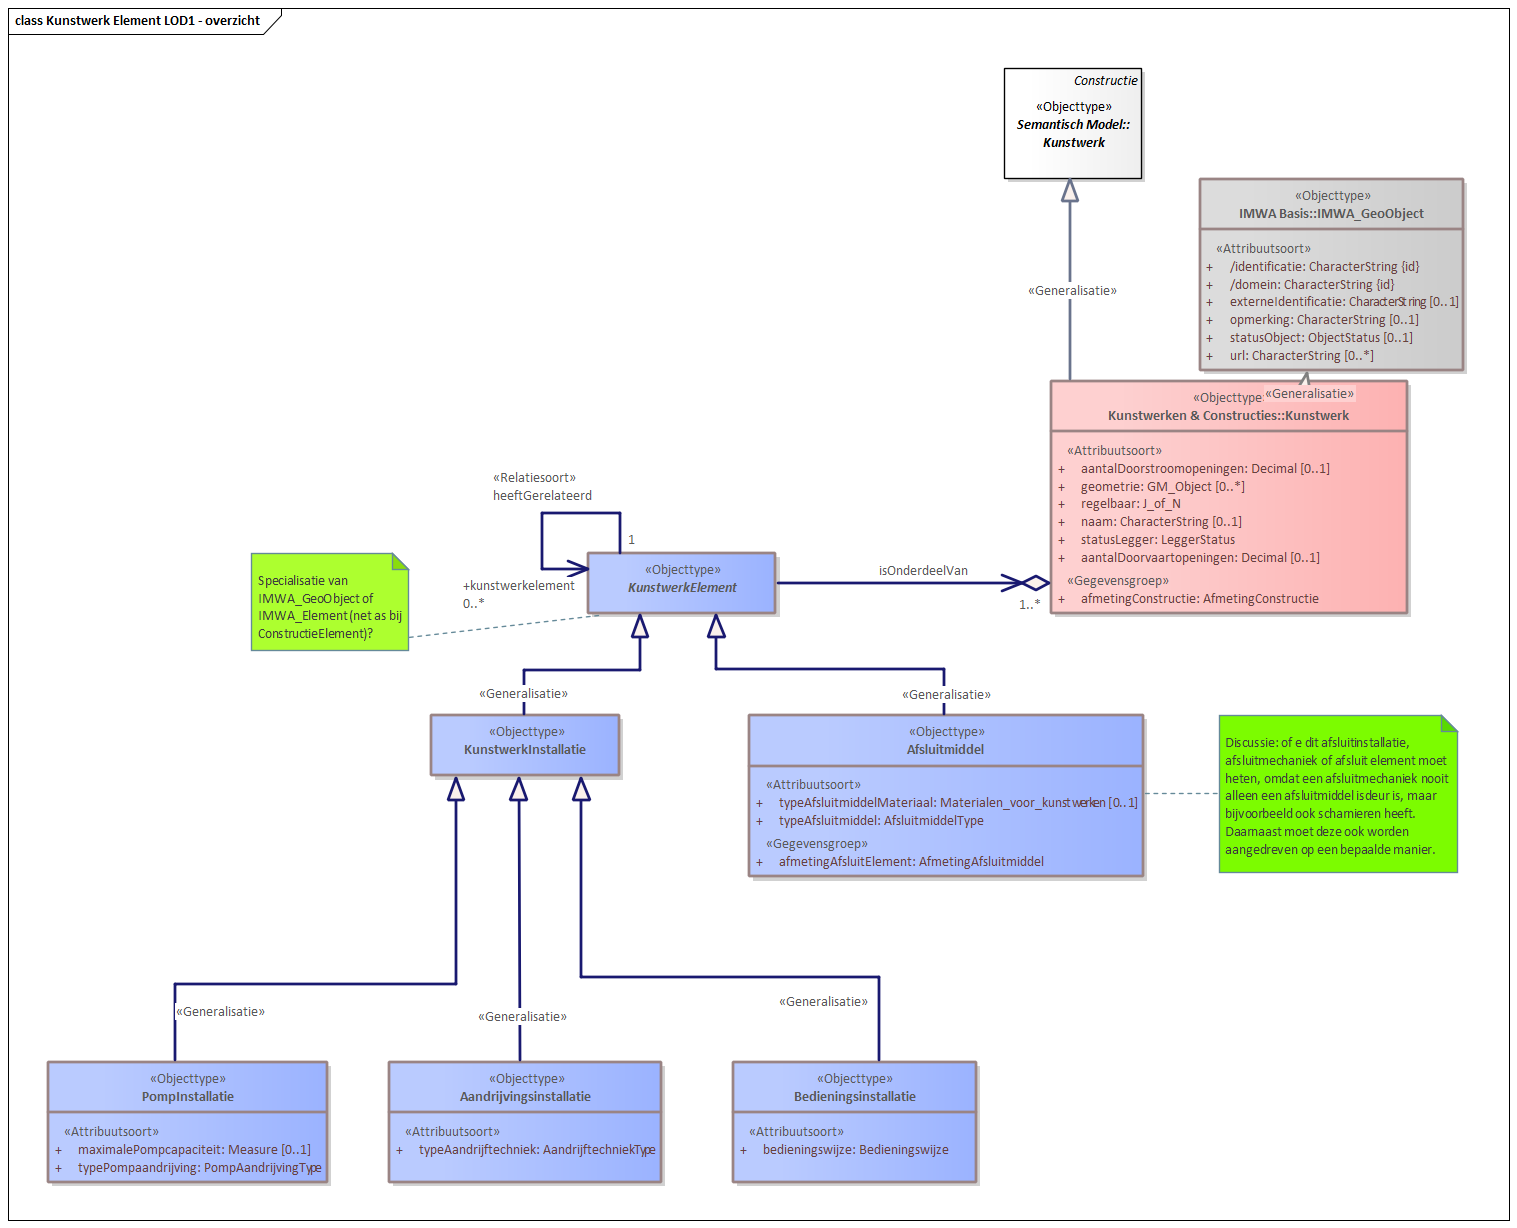 class Kunstwerk Element LOD1 - overzicht
Constructie
«Objecttype»
Semantisch Model::
Kunstwerk
«Generalisatie»
«Objecttype»
IMWA Basis::IMWA_GeoObject
«Attribuutsoort»
+ /identificatie: CharacterString {id}
+ /domein: CharacterString {id}
+ externeIdentificatie: CharacterString [0..1]
+ opmerking: CharacterString [0..1]
+ statusObject: ObjectStatus [0..1]
+ url: CharacterString [0..*]
«Generalisatie»
«Objecttype
Kunstwerken & Constructies::Kunstwerk
«Attribuutsoort»
+ aantalDoorstroomopeningen: Decimal [0..1]
+ geometrie: GM_Object [0..*]
+ regelbaar: J_of_N
+ naam: CharacterString [0..1]
+ statusLegger: LeggerStatus
+ aantalDoorvaartopeningen: Decimal [0..1]
«Gegevensgroep»
+ afmetingConstructie: AfmetingConstructie
«Relatiesoort»
heeftGerelateerd
1
+kunstwerkelement
0..*
«Objecttype»
KunstwerkElement
isOnderdeelVan
1..*
Specialisatie van
IMWA_GeoObject of
IMWA_Element (net as bij
ConstructieElement)?
«Generalisatie»
«Generalisatie»
«Objecttype»
KunstwerkInstallatie
«Objecttype»
Afsluitmiddel
«Attribuutsoort»
+ typeAfsluitmiddelMateriaal: Materialen_voor_kunstwerken [0..1]
+ typeAfsluitmiddel: AfsluitmiddelType
«Gegevensgroep»
+ afmetingAfsluitElement: AfmetingAfsluitmiddel
Discussie: of e dit afsluitinstallatie,
afsluitmechaniek of afsluit element moet
heten, omdat een afsluitmechaniek nooit
alleen een afsluitmiddel is deur is, maar
bijvoorbeeld ook scharnieren heeft.
Daarnaast moet deze ook worden
aangedreven op een bepaalde manier.
«Generalisatie»
«Generalisatie»
«Generalisatie»
«Objecttype»
PompInstallatie
«Attribuutsoort»
+ maximalePompcapaciteit: Measure [0..1]
+ typePompaandrijving: PompAandrijvingType
«Objecttype»
Aandrijvingsinstallatie
«Attribuutsoort»
+ typeAandrijftechniek: AandrijftechniekType
«Objecttype»
Bedieningsinstallatie
«Attribuutsoort»
+ bedieningswijze: Bedieningswijze